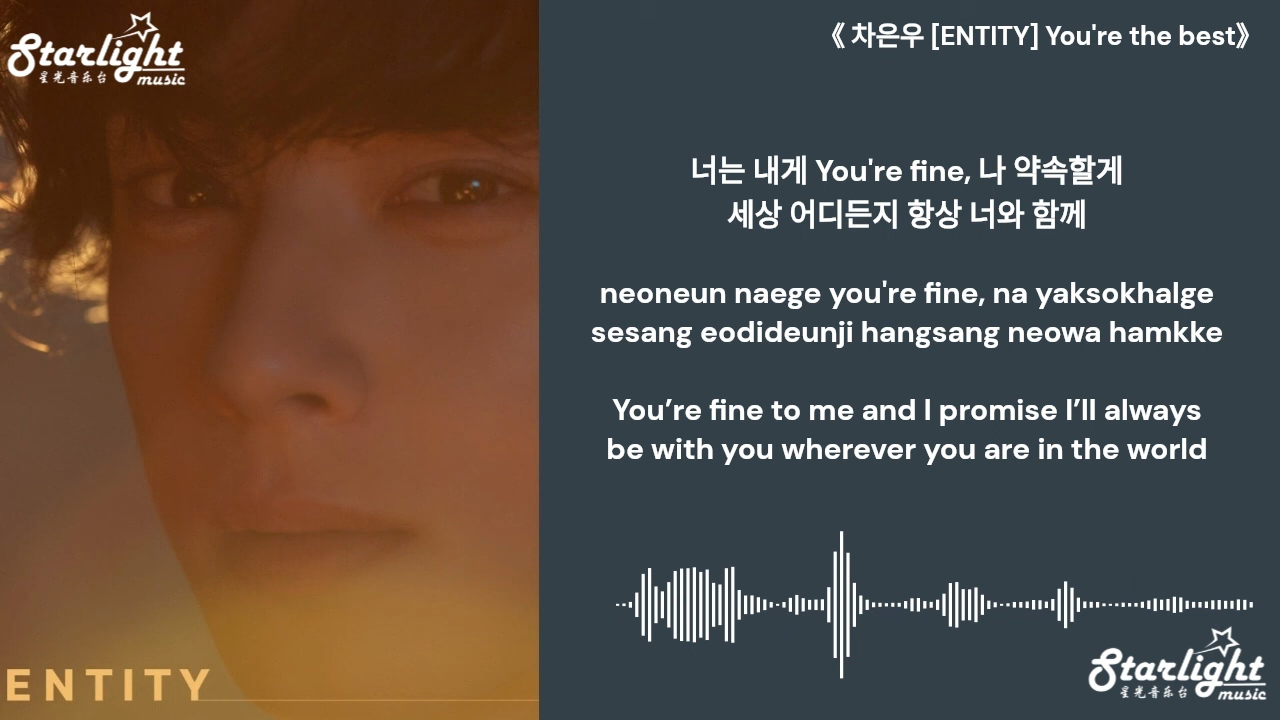 Starlight
星光音乐台 music
《 차은우 [ENTITY] You're the best》
너는 내게 You're fine, 나 약속할게
세상 어디든지 항상 너와 함께
neoneun naege you're fine, na yaksokhalge
sesang eodideunji hangsang neowa hamkke
You’re fine to me and I promise I’ll always
be with you wherever you are in the world
ENTITY
Starlight
星光音乐台 music